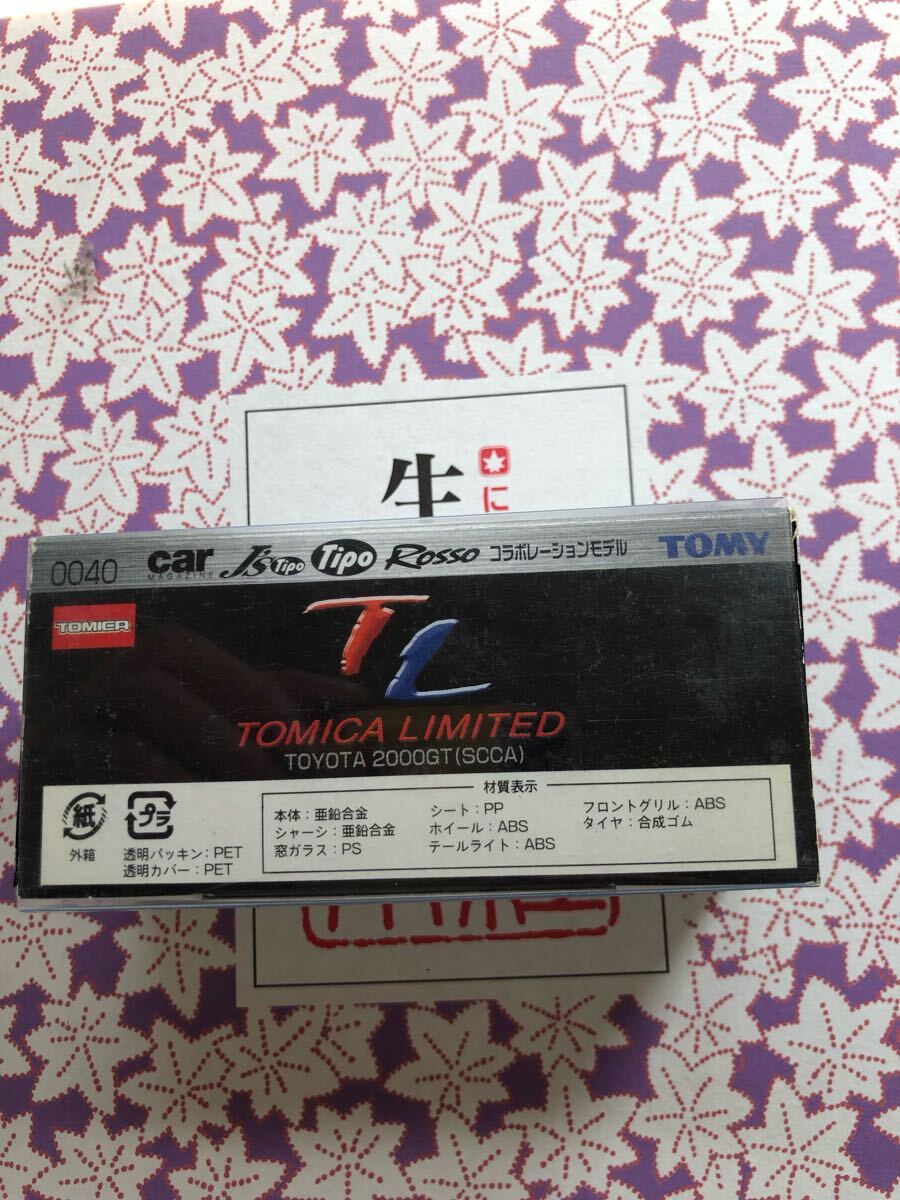 生
に
0040 car MAGAZINE J's Tipo Tipo Rosso コラボレーションモデル TOMY
TOMICA
TL
TOMICA LIMITED
TOYOTA 2000GT(SCCA)
紙
外箱
プラ
透明パッキン:PET
透明カバー:PET
材質表示
本体:亜鉛合金
シャーシ:亜鉛合金
窓ガラス:PS
シート:PP
ホイール:ABS
テールライト:ABS
フロントグリル:ABS
タイヤ:合成ゴム